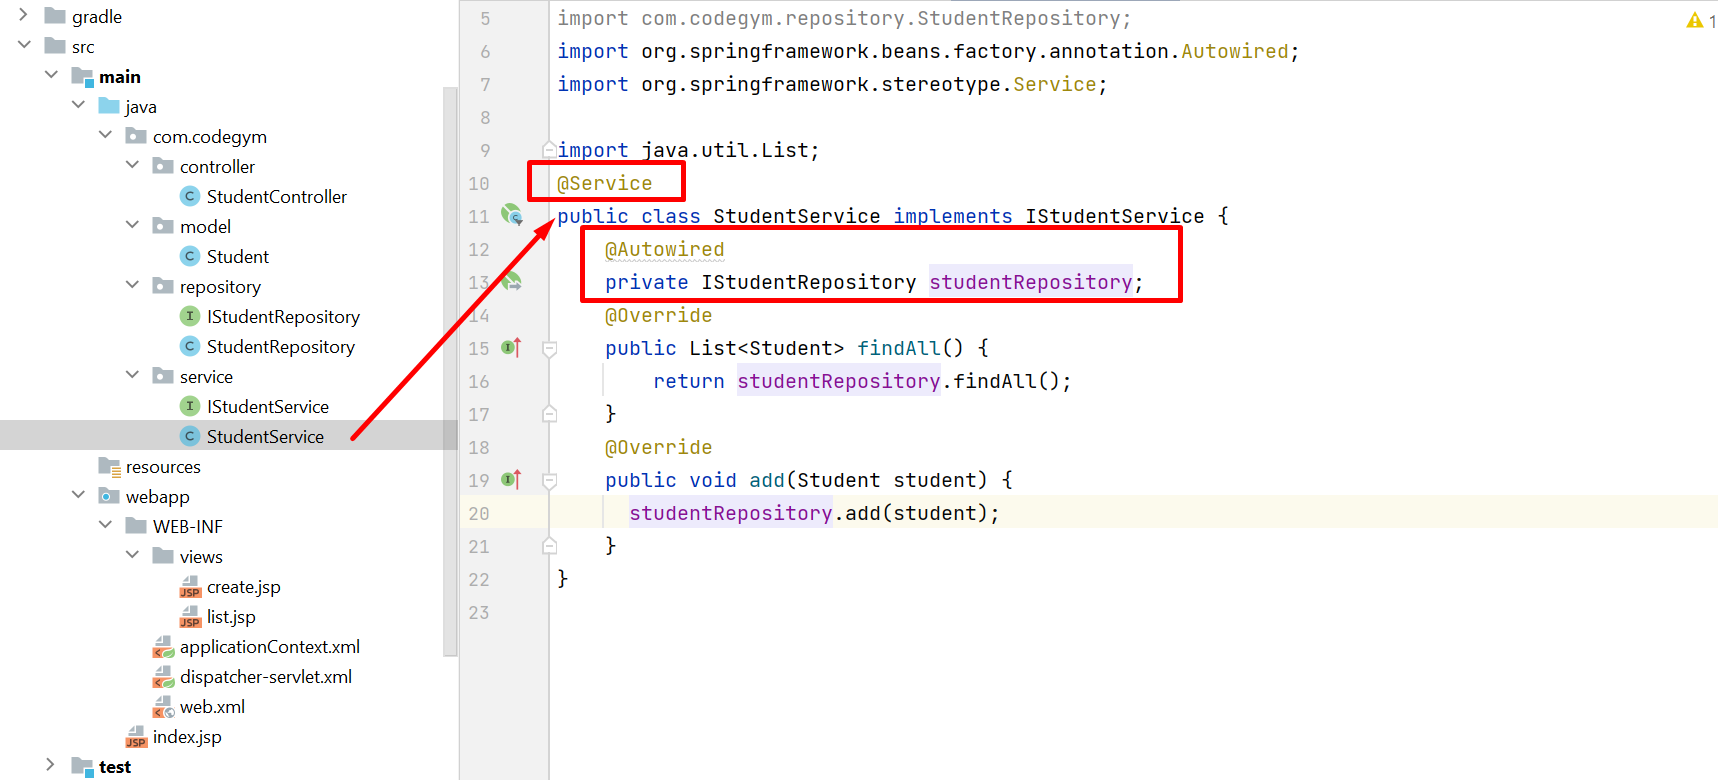 gradle
src
main
java
com.codegym
controller
StudentController
model
Student
repository
IStudentRepository
StudentRepository
service
IStudentService
StudentService
resources
webapp
WEB-INF
views
create.jsp
list.jsp
applicationContext.xml
dispatcher-servlet.xml
web.xml
index.jsp
test
5 import com.codegym.repository.StudentRepository;
6 import org.springframework.beans.factory.annotation.Autowired;
7 import org.springframework.stereotype.Service;
8
9 import java.util.List;
10 @Service
11 public class StudentService implements IStudentService {
12 @Autowired
13 private IStudentRepository studentRepository;
14 @Override
15 public List<Student> findAll() {
16 return studentRepository.findAll();
17 }
18 @Override
19 public void add(Student student) {
20 studentRepository.add(student);
21 }
22 }
23
1